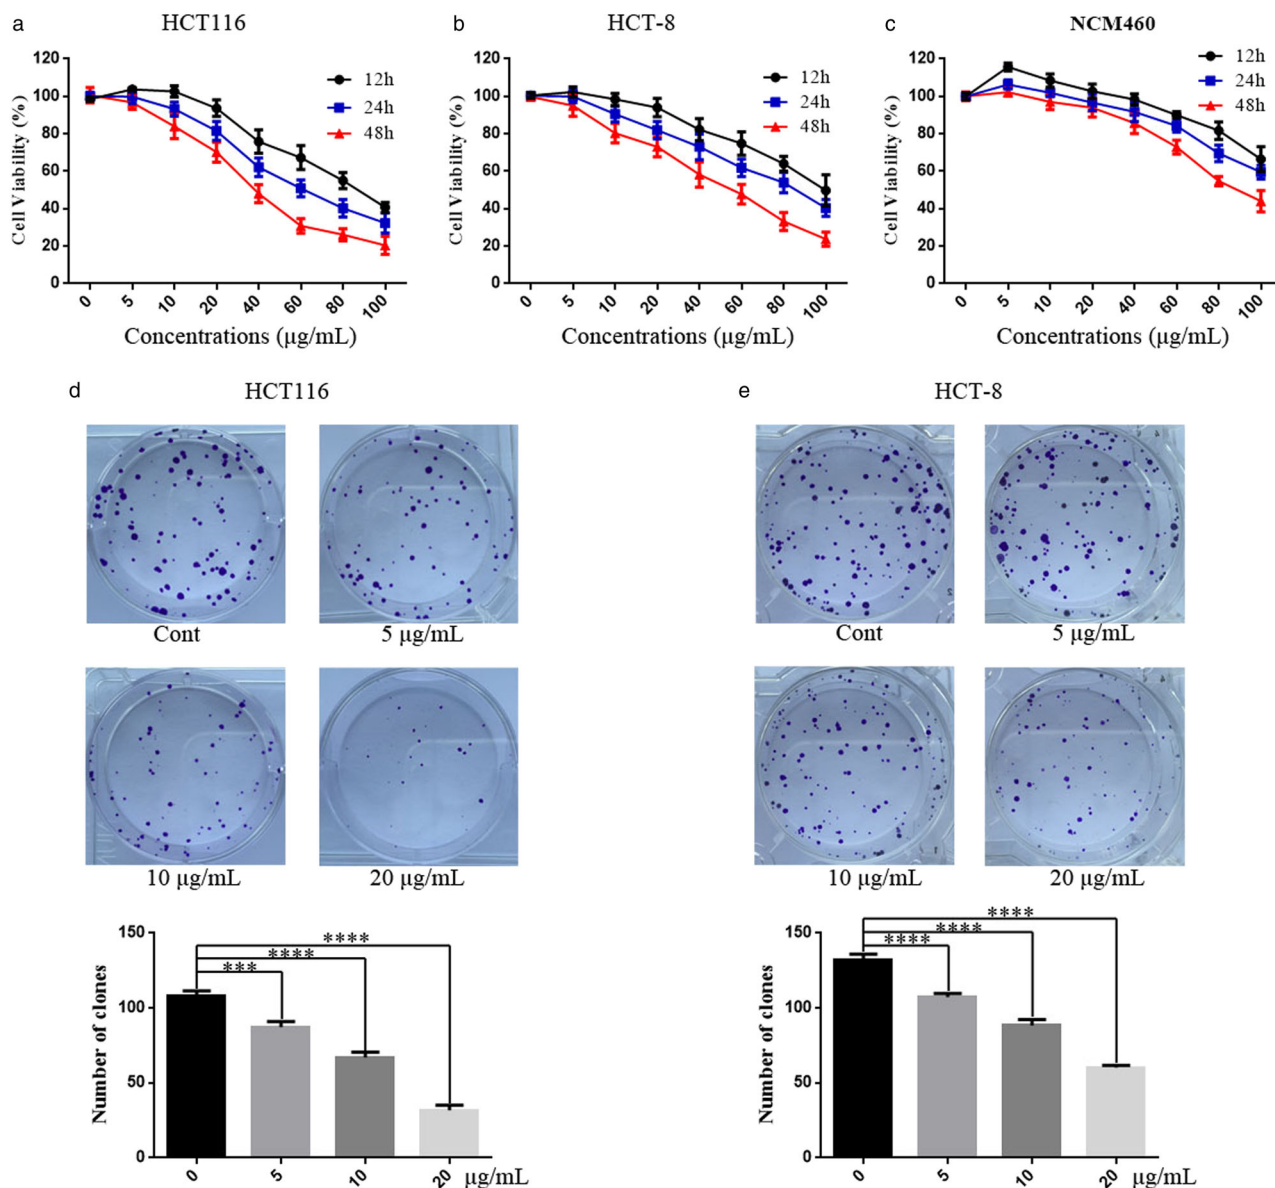 a
HCT116
120
100
80
60
40
20
0
Cell Viability (%)
12h
24h
48h
0 5 10 20 40 60 80 100
Concentrations (μg/mL)
b
HCT-8
120
100
80
60
40
20
0
Cell Viability (%)
12h
24h
48h
0 5 10 20 40 60 80 100
Concentrations (μg/mL)
c
NCM460
120
100
80
60
40
20
0
Cell Viability (%)
12h
24h
48h
0 5 10 20 40 60 80 100
Concentrations (μg/mL)
d
HCT116
Cont
5 μg/mL
10 μg/mL
20 μg/mL
150
100
50
0
Number of clones
****
****
***
0 5 10 20 μg/mL
e
HCT-8
Cont
5 μg/mL
10 μg/mL
20 μg/mL
150
100
50
0
Number of clones
****
****
****
0 5 10 20 μg/mL